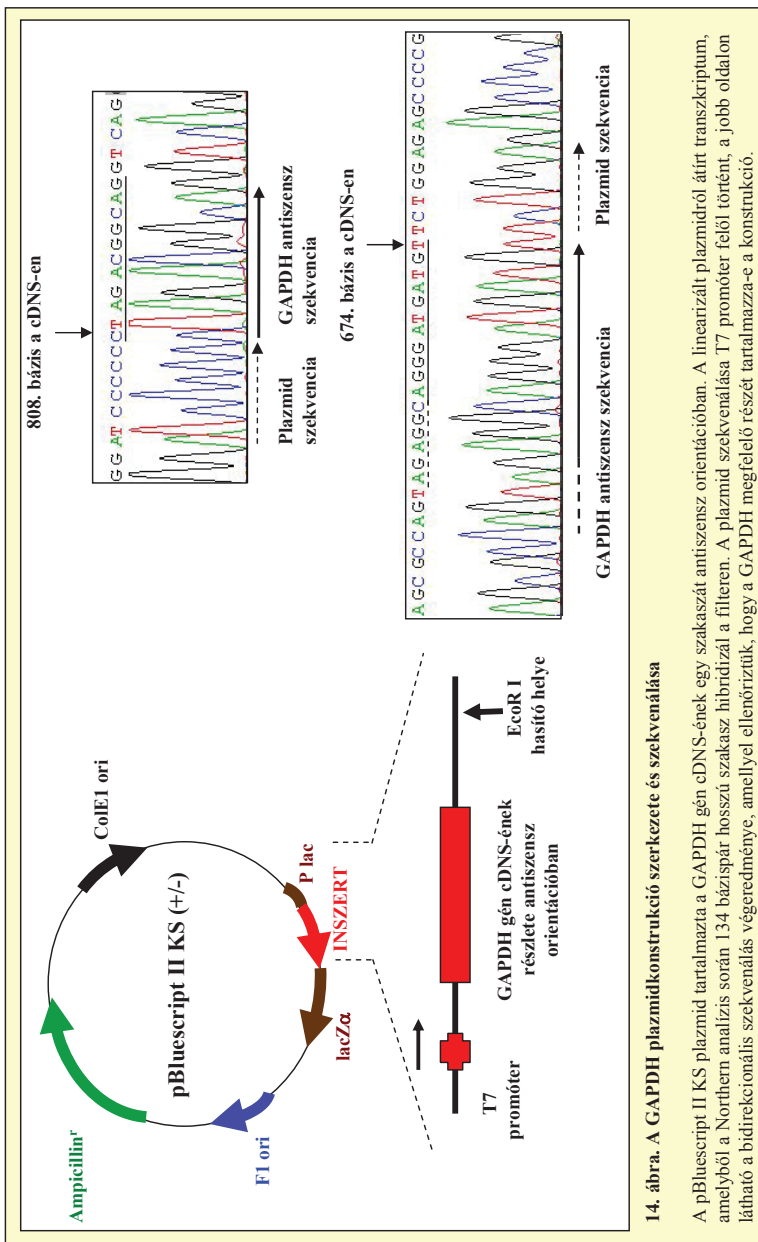 Ampicillinʳ
ColE1 ori
pBluescript II KS (+/-)
F1 ori
P lac
INSZERT
lacZα
T7
promóter
GAPDH gén cDNS-ének
részlete antiszensz
orientációban
EcoR I
hasító helye
808. bázis a cDNS-en
GG ATCCCCCCTAGACGGCAGGTCAG
Plazmid
szekvencia
GAPDH antiszensz
szekvencia
674. bázis a cDNS-en
AGCGCCAGTAGAGGCAGGGATGATGTTCTGGAGAGCCCCG
GAPDH antiszensz szekvencia
Plazmid szekvencia
14. ábra. A GAPDH plazmidkonstrukció szerkezete és szekvenálása
A pBluescript II KS plazmid tartalmazta a GAPDH gén cDNS-ének egy szakaszát antiszensz orientációban. A linearizált plazmidról átírt transzkriptum,
amelyből a Northern analízis során 134 bázispár hosszú szakasz hibridizál a filteren. A plazmid szekvenálása T7 promóter felől történt, a jobb oldalon
látható a bidirekcionális szekvenálás végeredménye, amellyel ellenőriztük, hogy a GAPDH megfelelő részét tartalmazza-e a konstrukció.